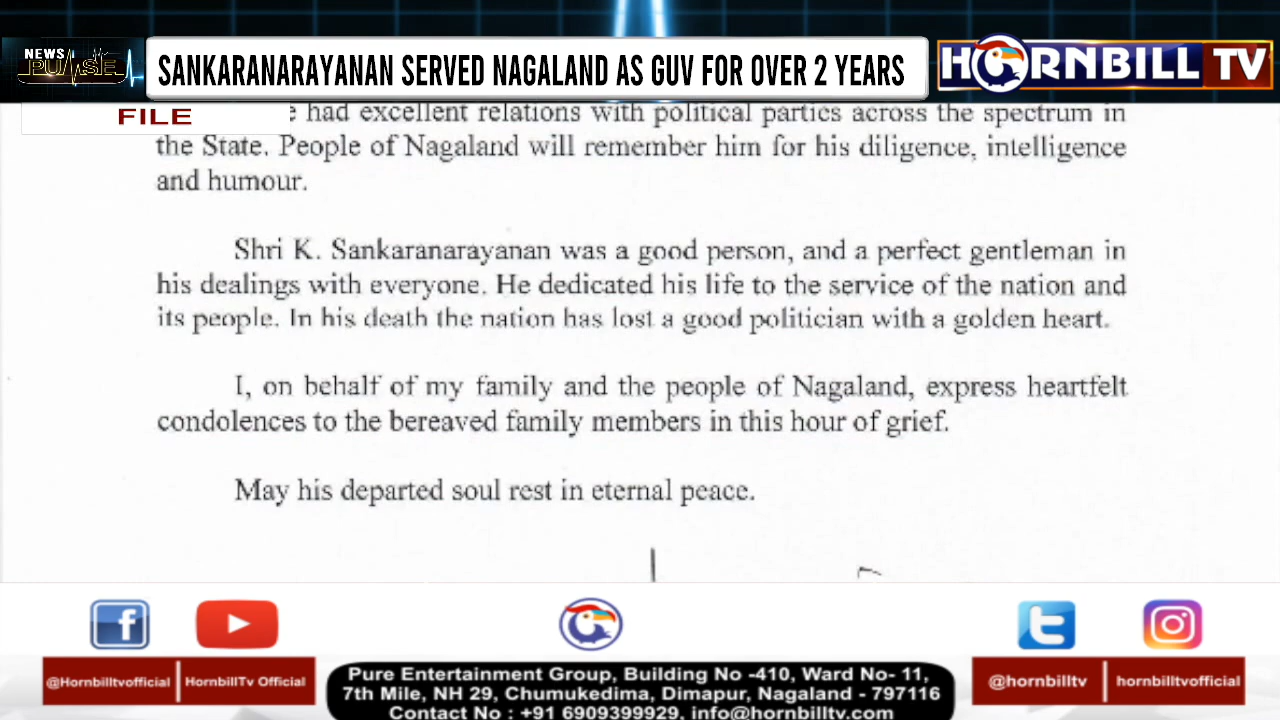 NEWS
PULSE
SANKARANARAYANAN SERVED NAGALAND AS GUV FOR OVER 2 YEARS
HORNBILL TV
FILE
e had excellent relations with political parties across the spectrum in
the State. People of Nagaland will remember him for his diligence, intelligence
and humour.
Shri K. Sankaranarayanan was a good person, and a perfect gentleman in
his dealings with everyone. He dedicated his life to the service of the nation and
its people. In his death the nation has lost a good politician with a golden heart.
I, on behalf of my family and the people of Nagaland, express heartfelt
condolences to the bereaved family members in this hour of grief.
May his departed soul rest in eternal peace.
@Hornbilltvofficial
HornbillTv Official
Pure Entertainment Group, Building No -410, Ward No- 11,
7th Mile, NH 29, Chumukedima, Dimapur, Nagaland - 797116
Contact No : +91 6909399929, info@hornbilltv.com
@hornbilltv
hornbilltvofficial